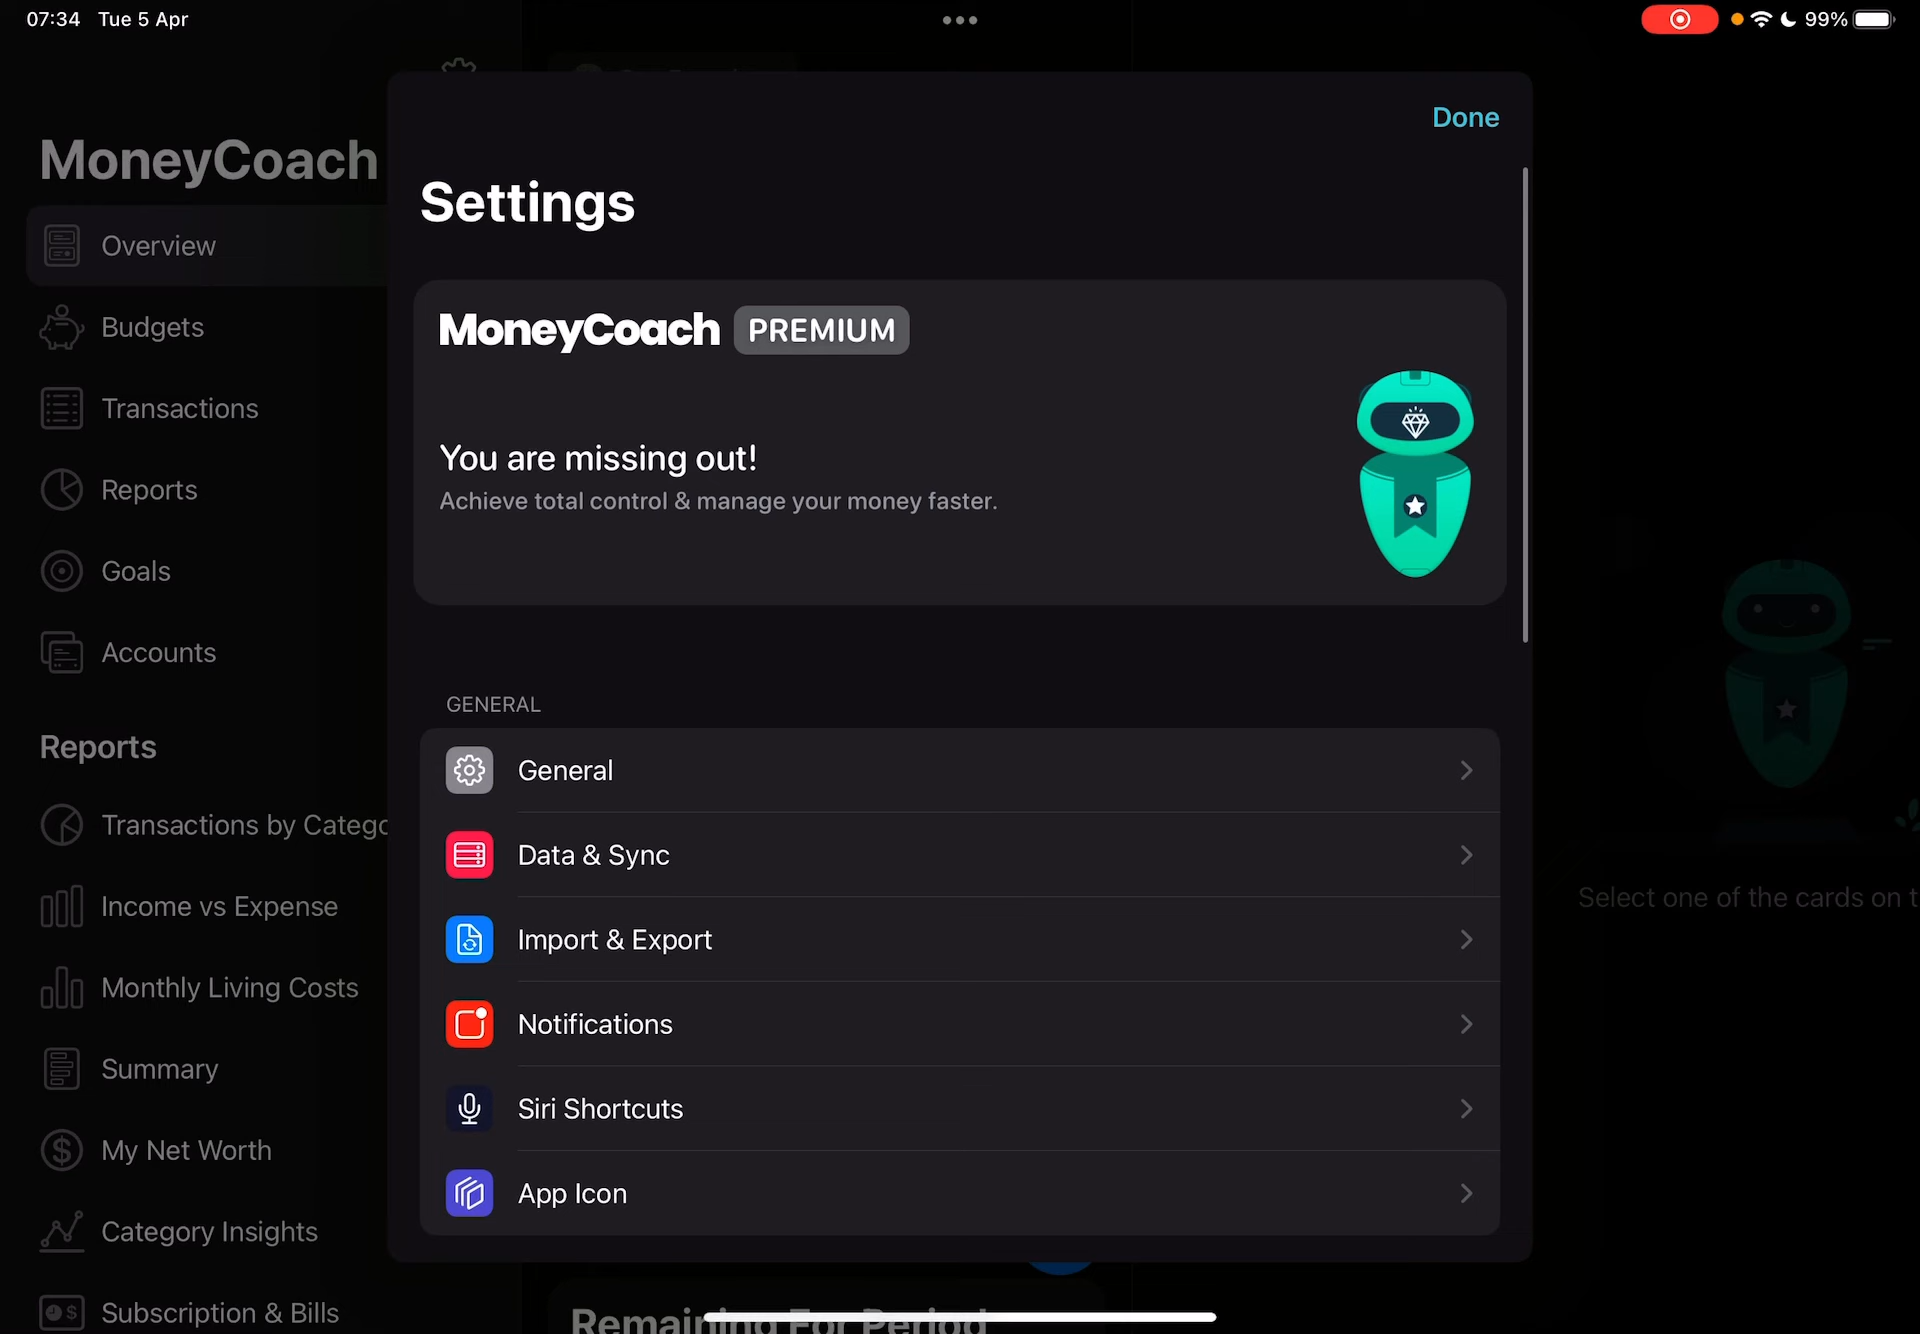 07:34 Tue 5 Apr
99%
MoneyCoach
Overview
Budgets
Transactions
Reports
Goals
Accounts
Reports
Transactions by Catego
Income vs Expense
Monthly Living Costs
Summary
My Net Worth
Category Insights
Subscription & Bills
Done
Settings
MoneyCoach PREMIUM
You are missing out!
Achieve total control & manage your money faster.
GENERAL
General
Data & Sync
Import & Export
Notifications
Siri Shortcuts
App Icon
Remaining For Period
Select one of the cards on t